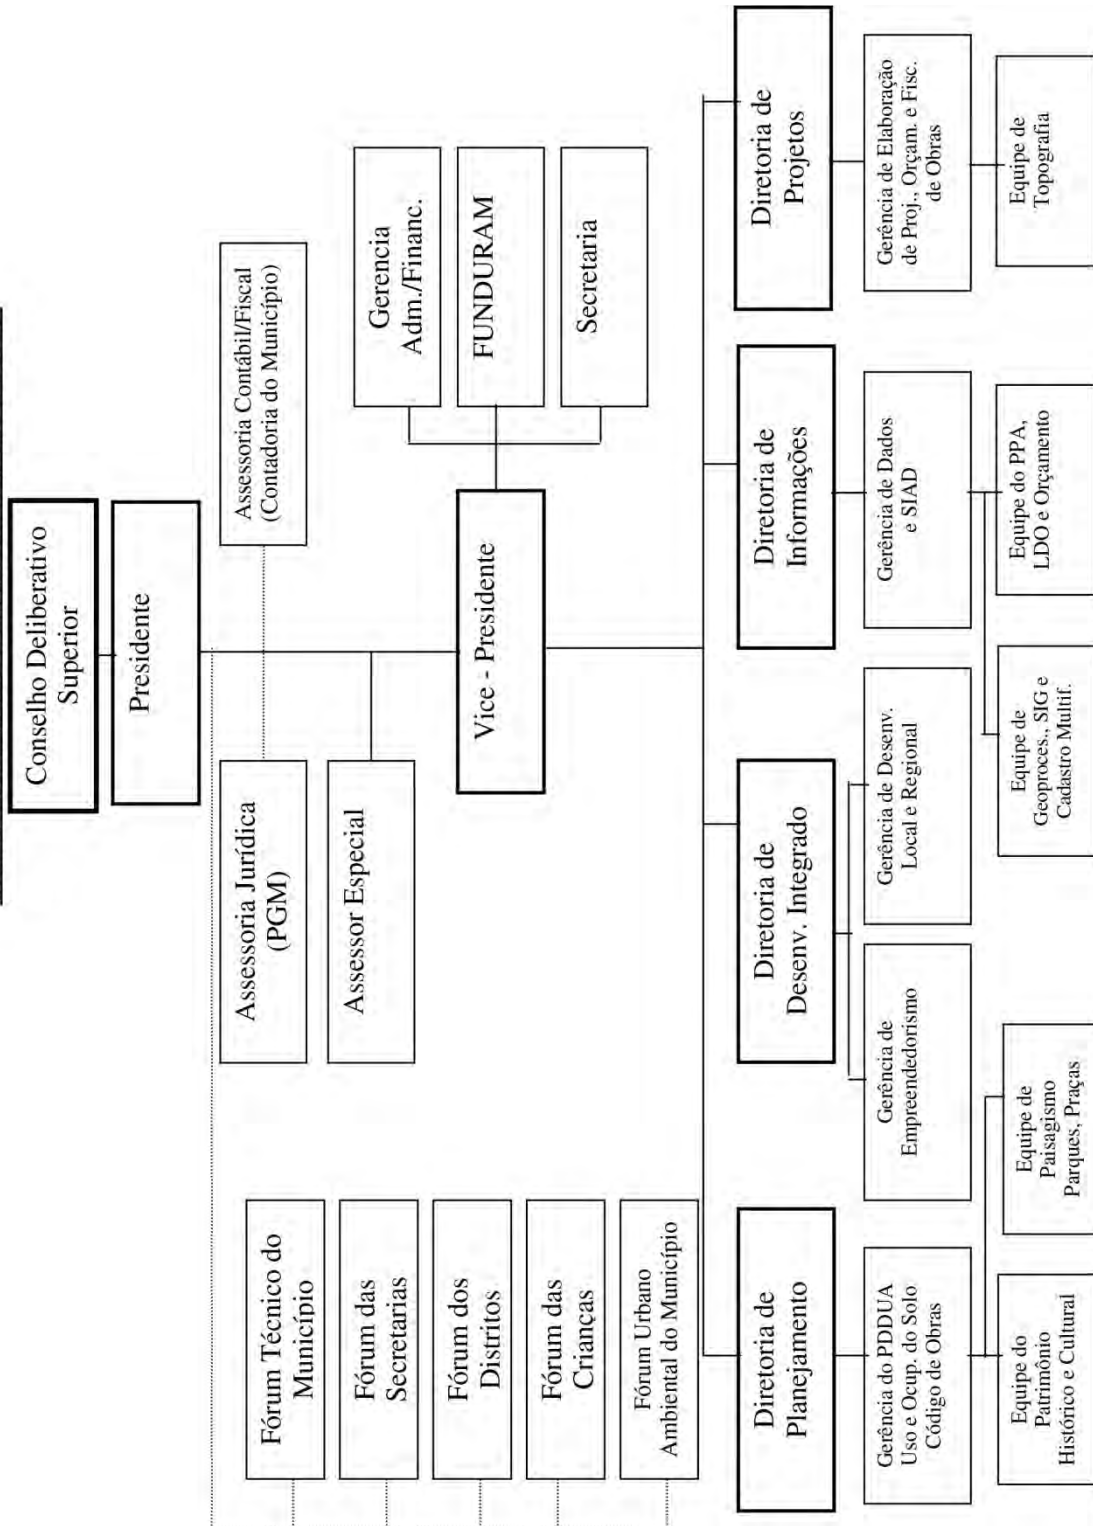 Conselho Deliberativo
Superior
Presidente
Assessoria Jurídica
(PGM)
Assessoria Contábil/Fiscal
(Contadoria do Município)
Assessor Especial
Vice - Presidente
Gerencia
Adm./Financ.
FUNDURAM
Secretaria
Fórum Técnico do
Município
Fórum das
Secretarias
Fórum dos
Distritos
Fórum das
Crianças
Fórum Urbano
Ambiental do Município
Diretoria de
Planejamento
Diretoria de
Desenv. Integrado
Diretoria de
Informações
Diretoria de
Projetos
Gerência do PDDUA
Uso e Ocup. do Solo
Código de Obras
Gerência de
Empreendedorismo
Gerência de Desenv.
Local e Regional
Gerência de Dados
e SIAD
Gerência de Elaboração
de Proj., Orçam. e Fisc.
de Obras
Equipe do
Patrimônio
Histórico e Cultural
Equipe de
Paisagismo
Parques, Praças
Equipe de
Geoproces., SIG e
Cadastro Multif.
Equipe do PPA,
LDO e Orçamento
Equipe de
Topografia